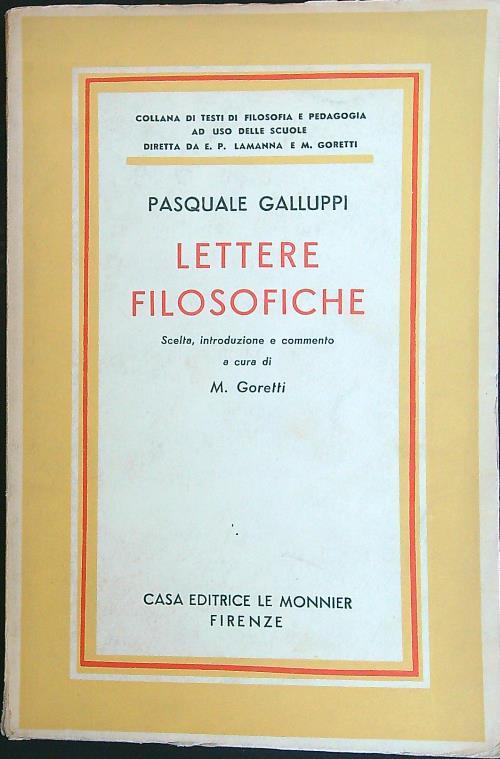 COLLANA DI TESTI DI FILOSOFIA E PEDAGOGIA
AD USO DELLE SCUOLE
DIRETTA DA E. P. LAMANNA E M. GORETTI
PASQUALE GALLUPPI
LETTERE
FILOSOFICHE
Scelta, introduzione e commento
a cura di
M. Goretti
CASA EDITRICE LE MONNIER
FIRENZE